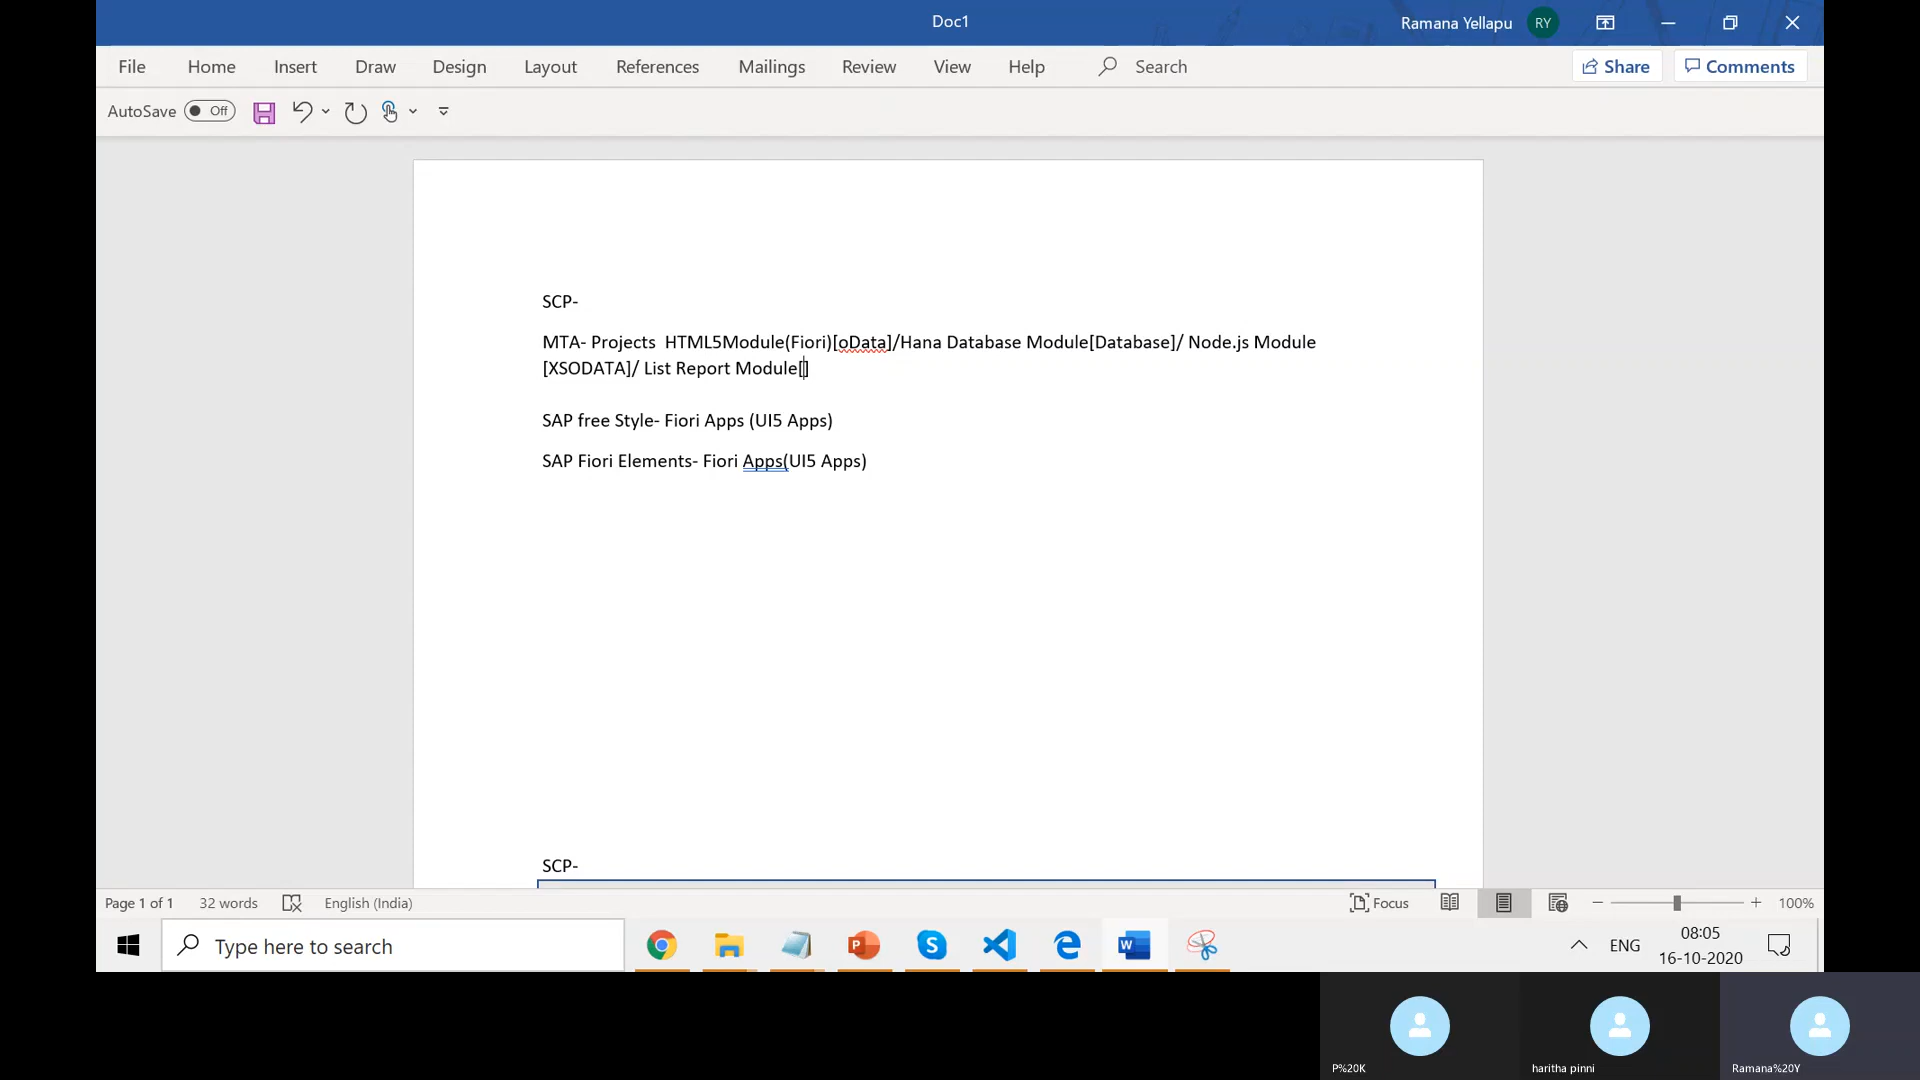 Doc1
Ramana Yellapu RY
File Home Insert Draw Design Layout References Mailings Review View Help Search Share Comments
AutoSave Off
SCP-
MTA- Projects  HTML5Module(Fiori)[oData]/Hana Database Module[Database]/ Node.js Module
[XSODATA]/ List Report Module[]
SAP free Style- Fiori Apps (UI5 Apps)
SAP Fiori Elements- Fiori Apps(UI5 Apps)
SCP-
Page 1 of 1 32 words English (India) Focus 100%
Type here to search
ENG
08:05
16-10-2020
P%20K haritha pinni Ramana%20Y